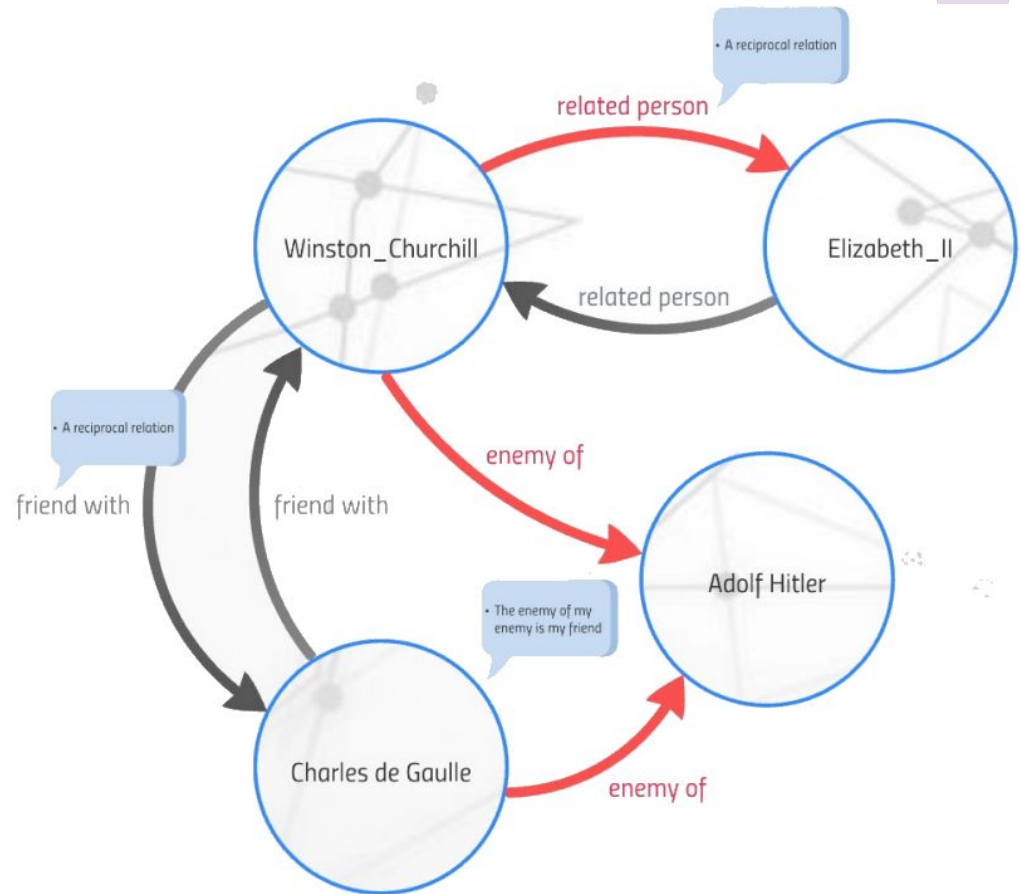 • A reciprocal relation
related person
Winston_Churchill
Elizabeth_II
related person
• A reciprocal relation
enemy of
friend with
friend with
Adolf Hitler
• The enemy of my
enemy is my friend
Charles de Gaulle
enemy of